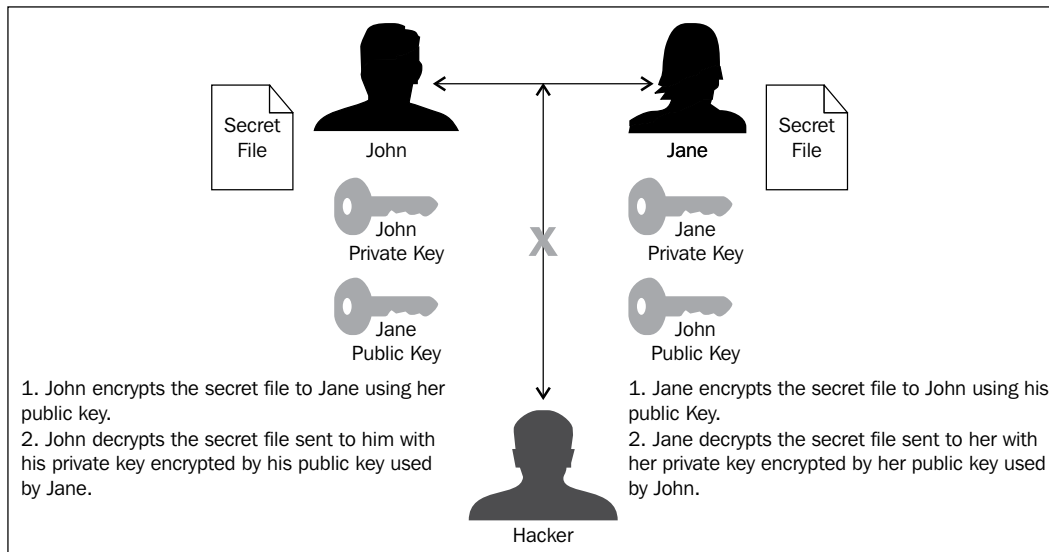 Secret
File
John
Jane
Secret
File
John
Private Key
Jane
Private Key
X
Jane
Public Key
John
Public Key
1. John encrypts the secret file to Jane using her
public key.
2. John decrypts the secret file sent to him with
his private key encrypted by his public key used
by Jane.
1. Jane encrypts the secret file to John using his
public Key.
2. Jane decrypts the secret file sent to her with
her private key encrypted by her public key used
by John.
Hacker